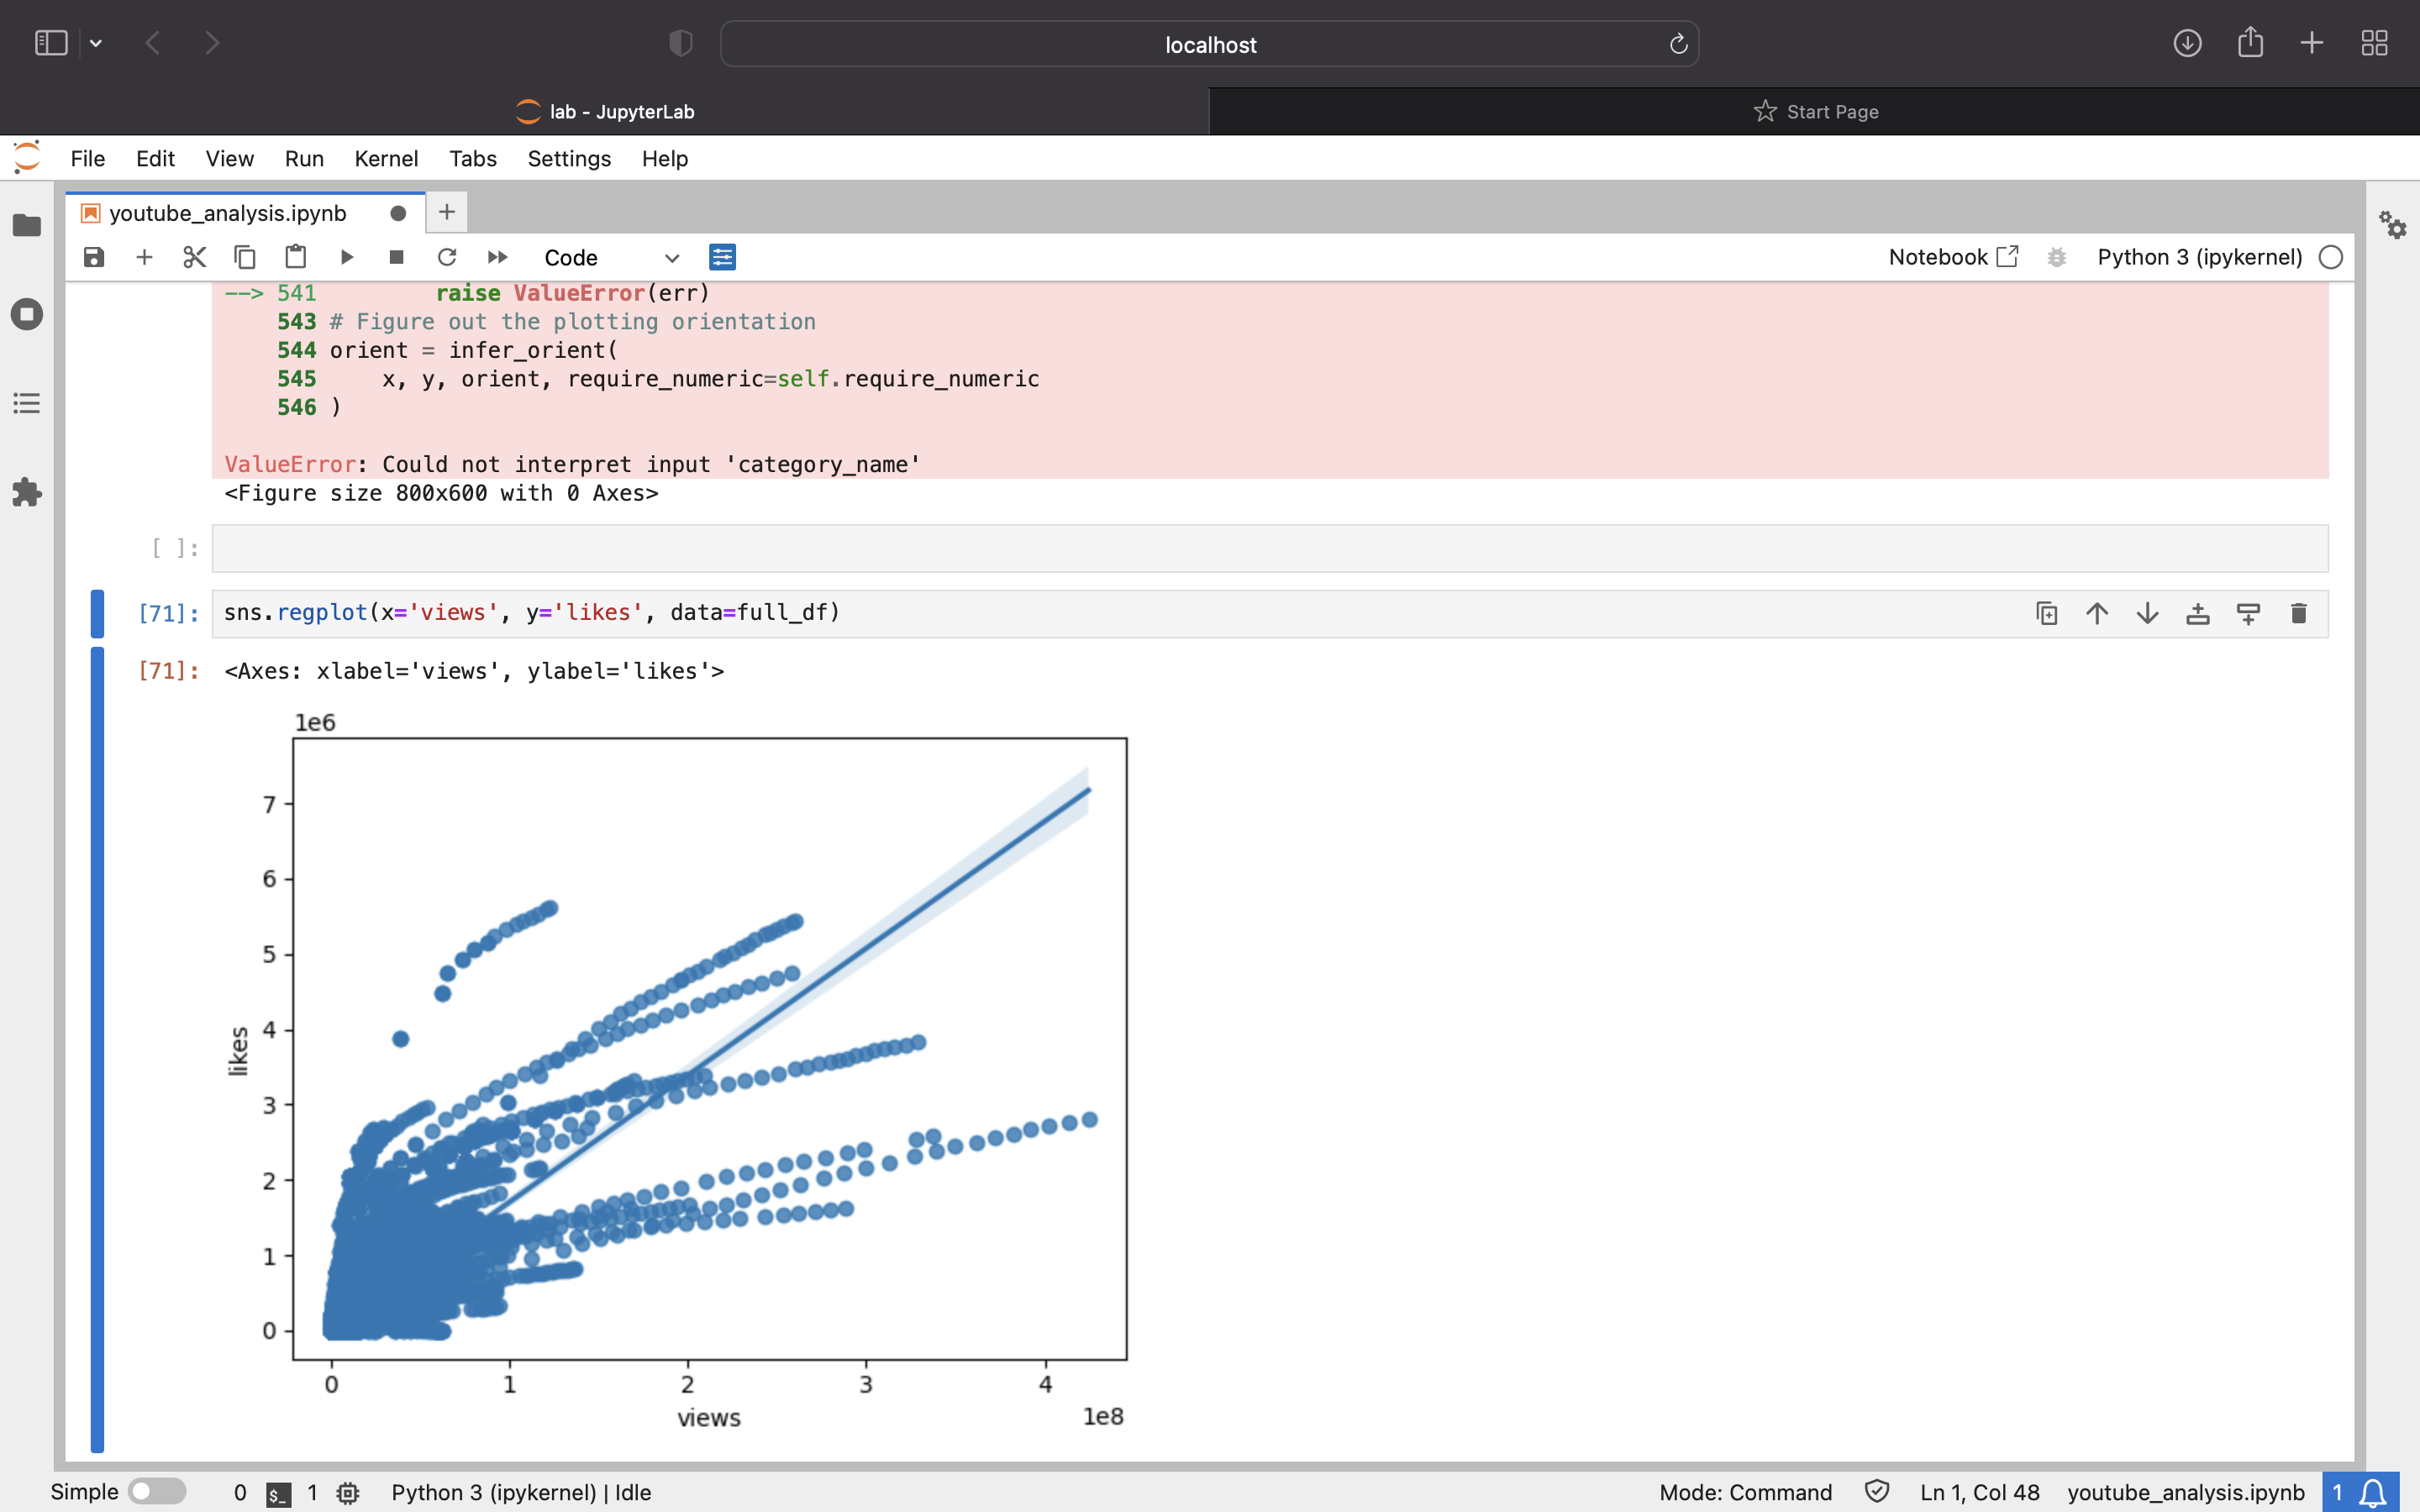 localhost
lab - JupyterLab
Start Page
File Edit View Run Kernel Tabs Settings Help
youtube_analysis.ipynb
Code
Notebook
Python 3 (ipykernel)
--> 541         raise ValueError(err)
543 # Figure out the plotting orientation
544 orient = infer_orient(
545     x, y, orient, require_numeric=self.require_numeric
546 )
ValueError: Could not interpret input 'category_name'
<Figure size 800x600 with 0 Axes>
[ ]:
[71]: sns.regplot(x='views', y='likes', data=full_df)
[71]: <Axes: xlabel='views', ylabel='likes'>
1e6
7
6
5
4
3
2
1
0
likes
0 1 2 3 4
views
1e8
Simple 0 $_ 1 Python 3 (ipykernel) | Idle
Mode: Command Ln 1, Col 48 youtube_analysis.ipynb 1